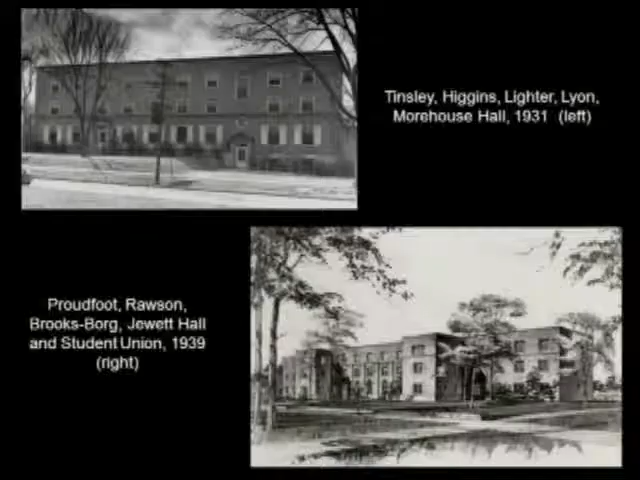 Tinsley, Higgins, Lighter, Lyon,
Morehouse Hall, 1931 (left)
Proudfoot, Rawson,
Brooks-Borg, Jewett Hall
and Student Union, 1939
(right)